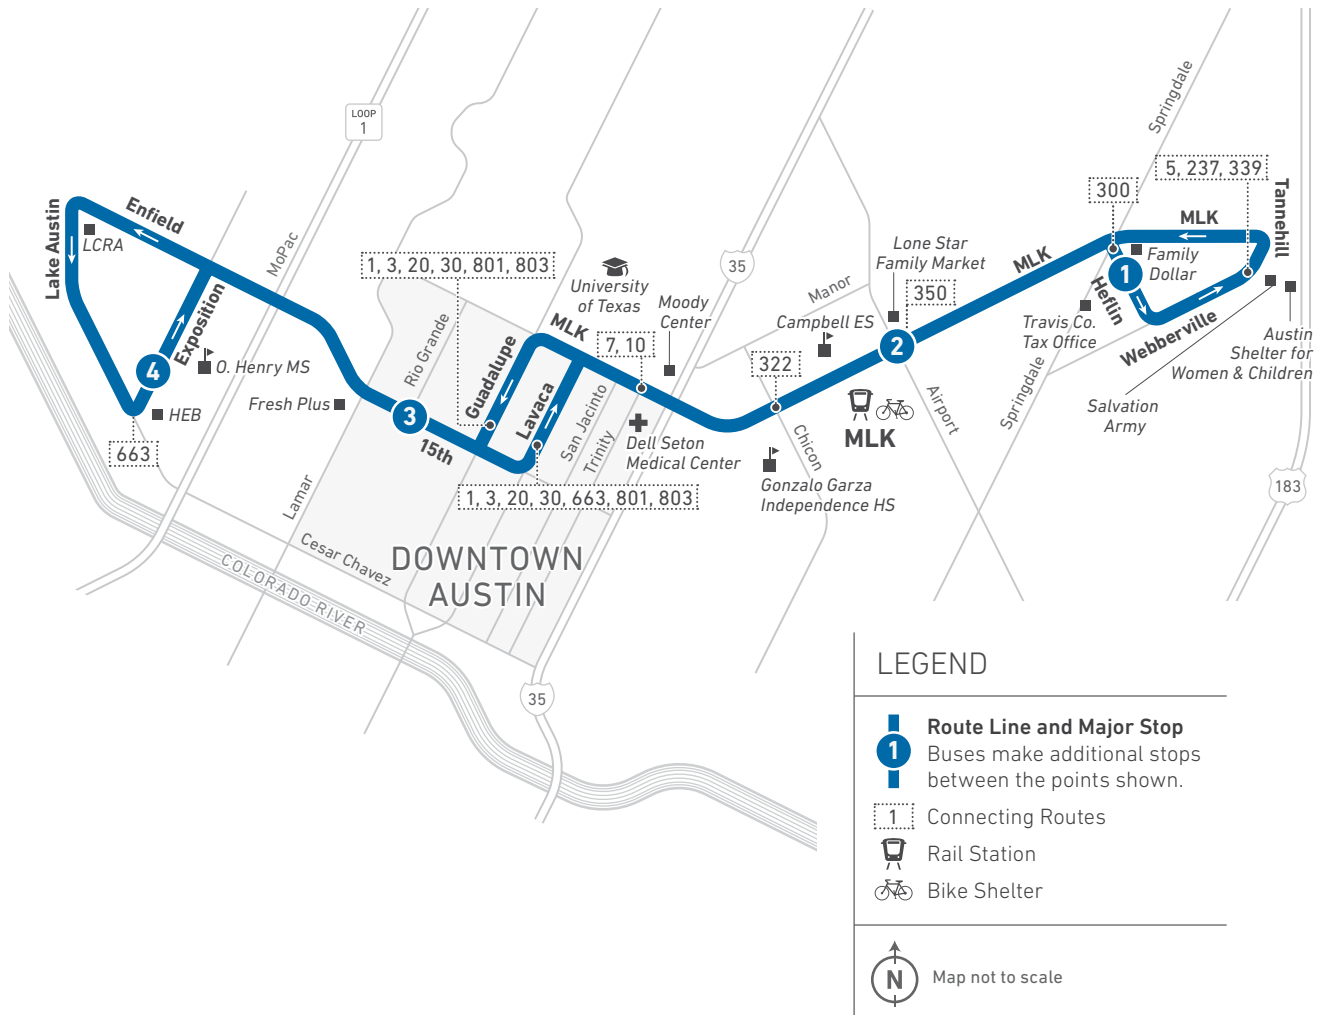 LOOP
1
Springdale
5, 237, 339
300
Tannehill
MLK
Enfield
Lake Austin
LCRA
MoPac
1, 3, 20, 30, 801, 803
University
of Texas
35
Lone Star
Family Market
MLK
Family
Dollar
1
Heflin
Manor
350
Moody
Center
MLK
Campbell ES
7, 10
Travis Co.
Tax Office
Webberville
Austin
Shelter for
Women & Children
Exposition
4
O. Henry MS
Rio Grande
Guadalupe
2
322
HEB
Fresh Plus
3
Lavaca
San Jacinto
Trinity
Airport
Springdale
Salvation
Army
663
15th
Dell Seton
Medical Center
Chicon
MLK
Gonzalo Garza
Independence HS
183
Lamar
1, 3, 20, 30, 663, 801, 803
Cesar Chavez
DOWNTOWN
AUSTIN
COLORADO RIVER
35
LEGEND
1
Route Line and Major Stop
Buses make additional stops
between the points shown.
1
Connecting Routes
Rail Station
Bike Shelter
N
Map not to scale